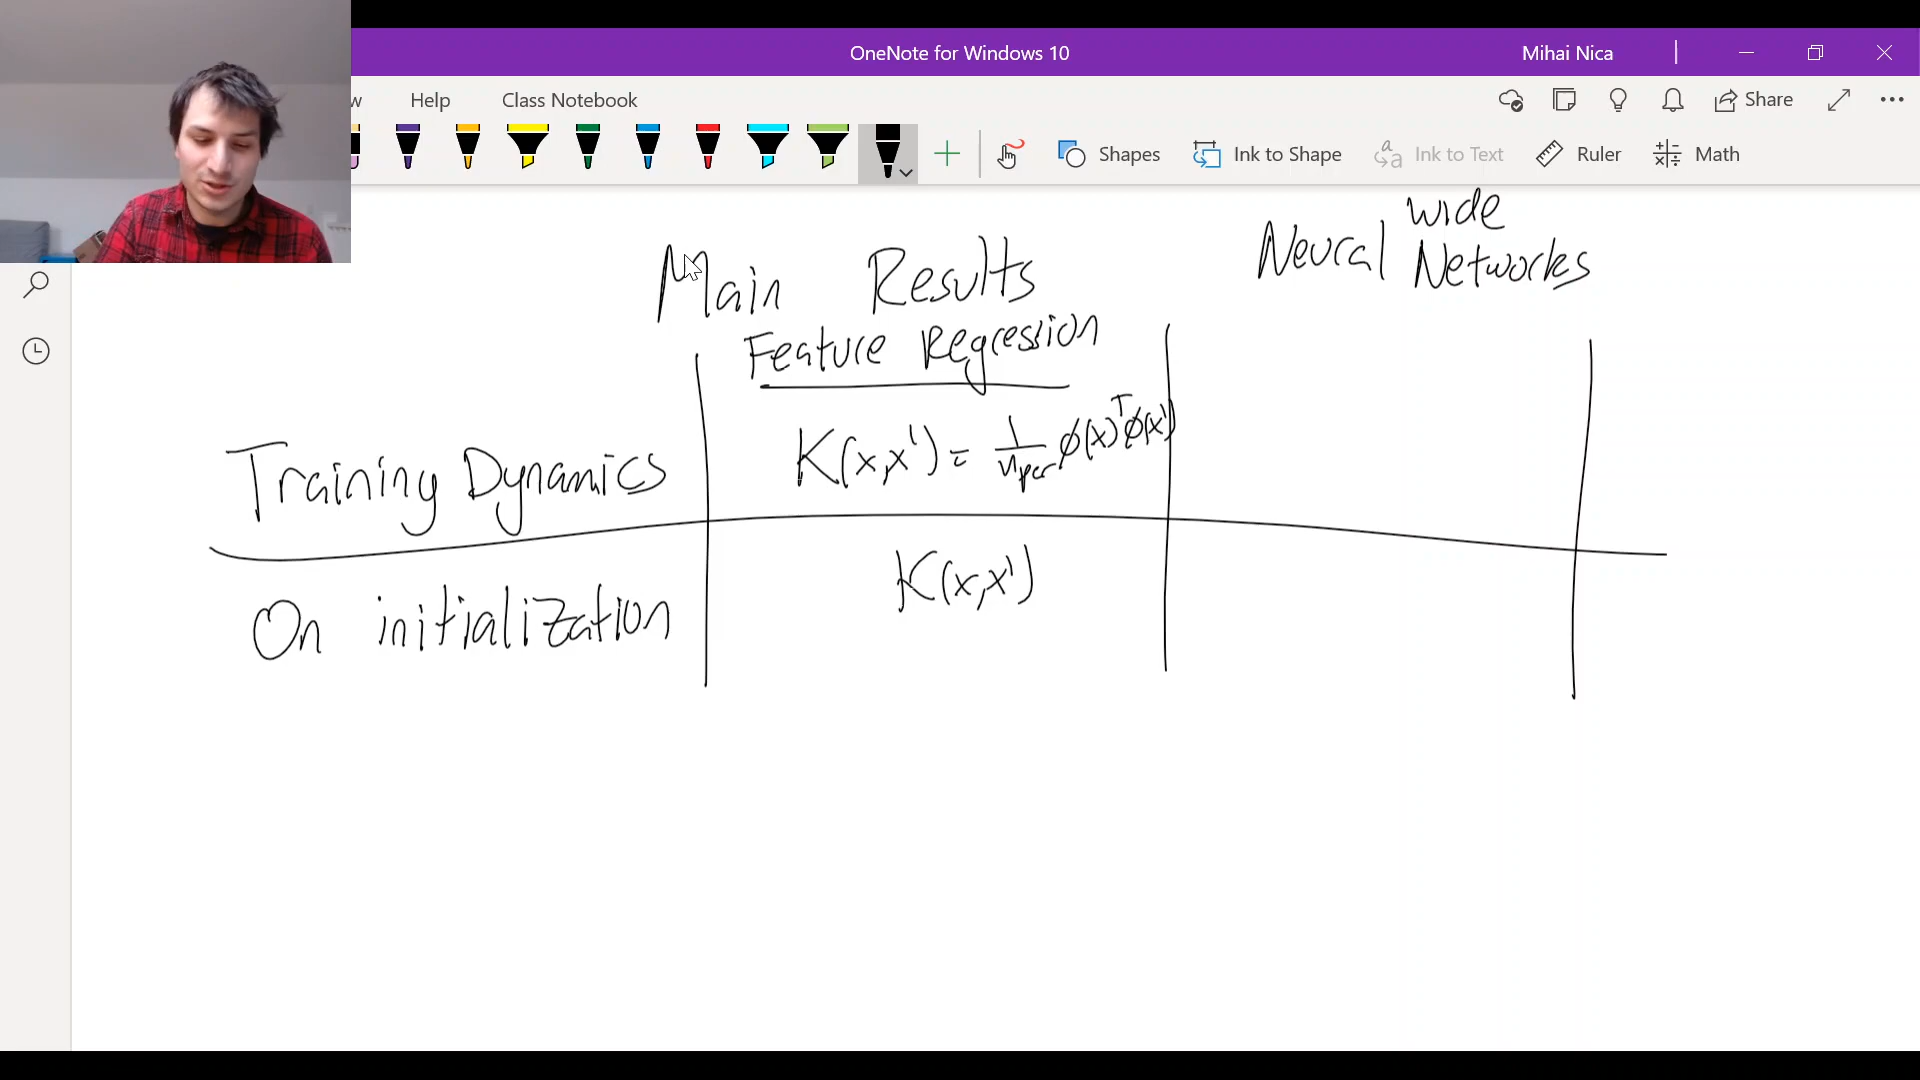 OneNote for Windows 10 Mihai Nica
w Help Class Notebook Share
Shapes Ink to Shape Ink to Text Ruler Math
wide
Neural Networks
Main Results
Feature Regression
Training Dynamics K(x,x') = 1/n_par φ(x)^T φ(x')
On initialization K(x,x')